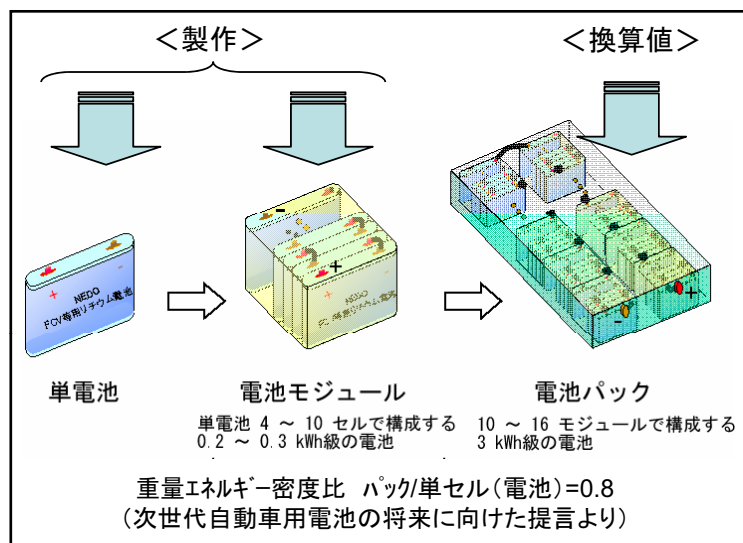 ＜製作＞
＜換算値＞
NEDO
FCV等用リチウム電池
NEDO
単電池
電池モジュール
電池パック
単電池 4 ～ 10 セルで構成する
0.2 ～ 0.3 kWh級の電池
10 ～ 16 モジュールで構成する
3 kWh級の電池
重量ｴﾈﾙｷﾞｰ密度比 ﾊﾟｯｸ/単セル(電池)=0.8
(次世代自動車用電池の将来に向けた提言より)